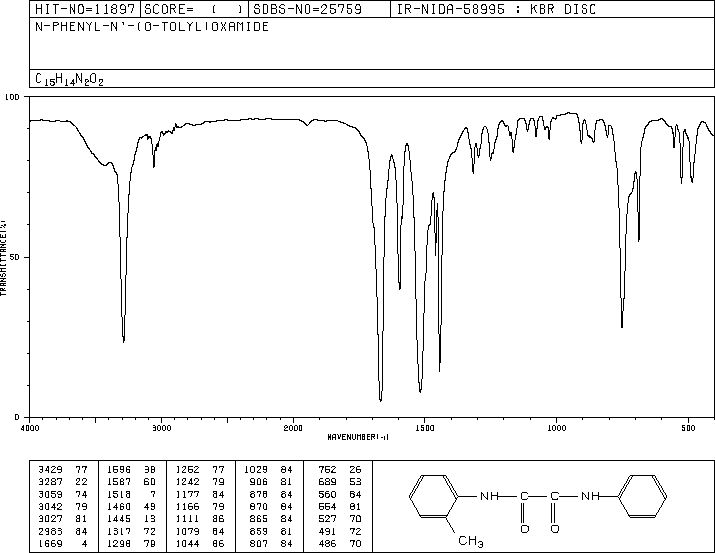 HIT-NO=11897 SCORE= ( ) SDBS-NO=25759 IR-NIDA-58995 : KBR DISC
N-PHENYL-N'-(O-TOLYL)OXAMIDE
C15H14N2O2
100
50
0
TRANSMITTANCE(%)
4000 3000 2000 1500 1000 500
WAVENUMBER(-1)
3429 77 1596 38 1252 77 1029 84 752 26
3287 22 1587 60 1242 79 906 81 689 53
3059 74 1518 7 1177 84 878 84 560 84
3042 79 1460 49 1166 79 870 84 554 81
3027 81 1445 13 1111 86 865 84 527 70
2983 84 1317 72 1079 84 859 81 491 72
1669 4 1298 79 1044 86 807 84 486 70
NH C C NH
O O
CH3